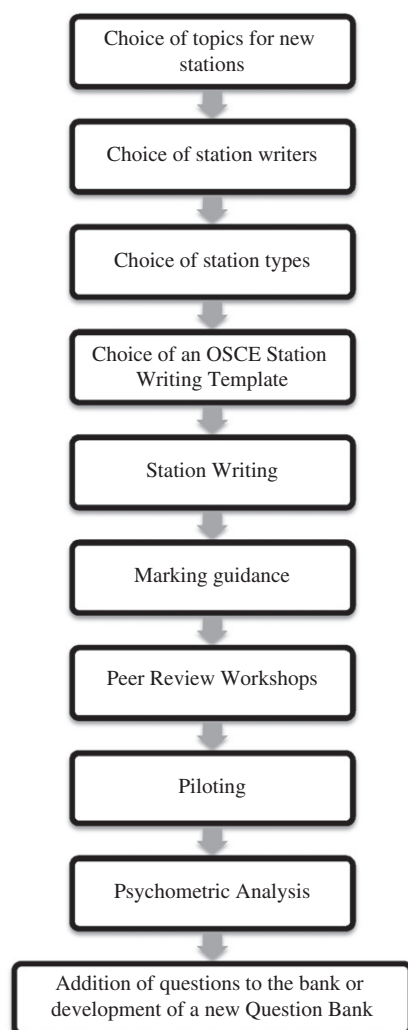 Choice of topics for new
stations
Choice of station writers
Choice of station types
Choice of an OSCE Station
Writing Template
Station Writing
Marking guidance
Peer Review Workshops
Piloting
Psychometric Analysis
Addition of questions to the bank or
development of a new Question Bank